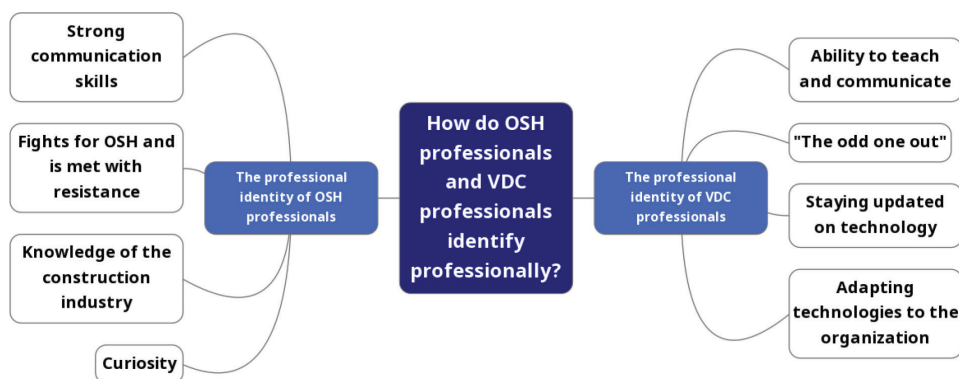 Strong
communication
skills
Fights for OSH and
is met with
resistance
Knowledge of the
construction
industry
Curiosity
The professional
identity of OSH
professionals
How do OSH
professionals
and VDC
professionals
identify
professionally?
The professional
identity of VDC
professionals
Ability to teach
and communicate
"The odd one out"
Staying updated
on technology
Adapting
technologies to the
organization